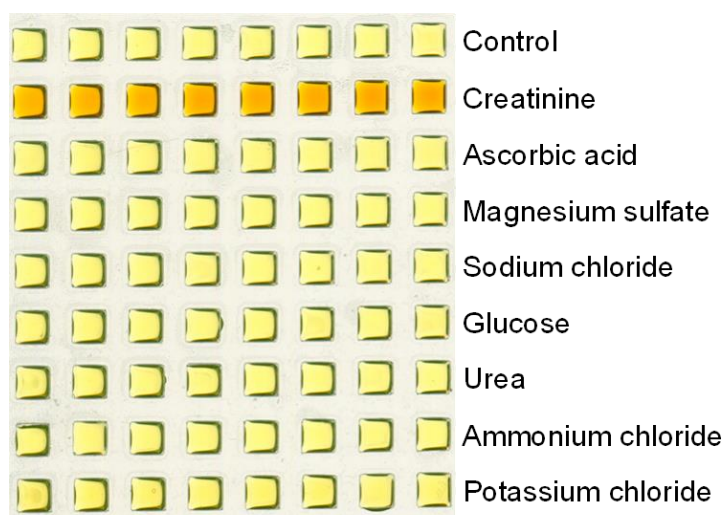 Control
Creatinine
Ascorbic acid
Magnesium sulfate
Sodium chloride
Glucose
Urea
Ammonium chloride
Potassium chloride